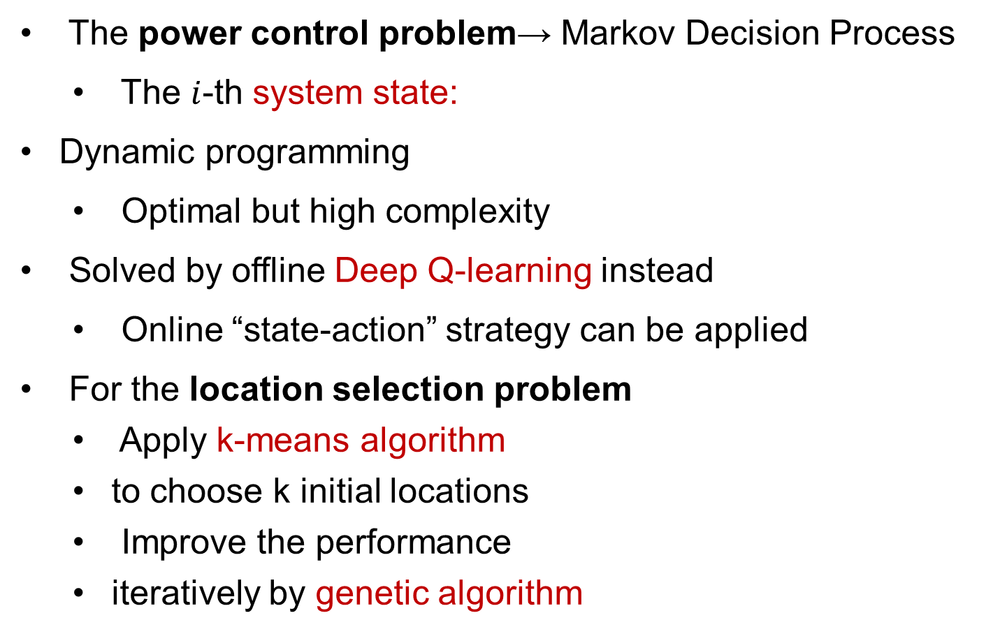 • The power control problem→ Markov Decision Process
• The 𝑖-th system state:
• Dynamic programming
• Optimal but high complexity
• Solved by offline Deep Q-learning instead
• Online “state-action” strategy can be applied
• For the location selection problem
• Apply k-means algorithm
• to choose k initial locations
• Improve the performance
• iteratively by genetic algorithm